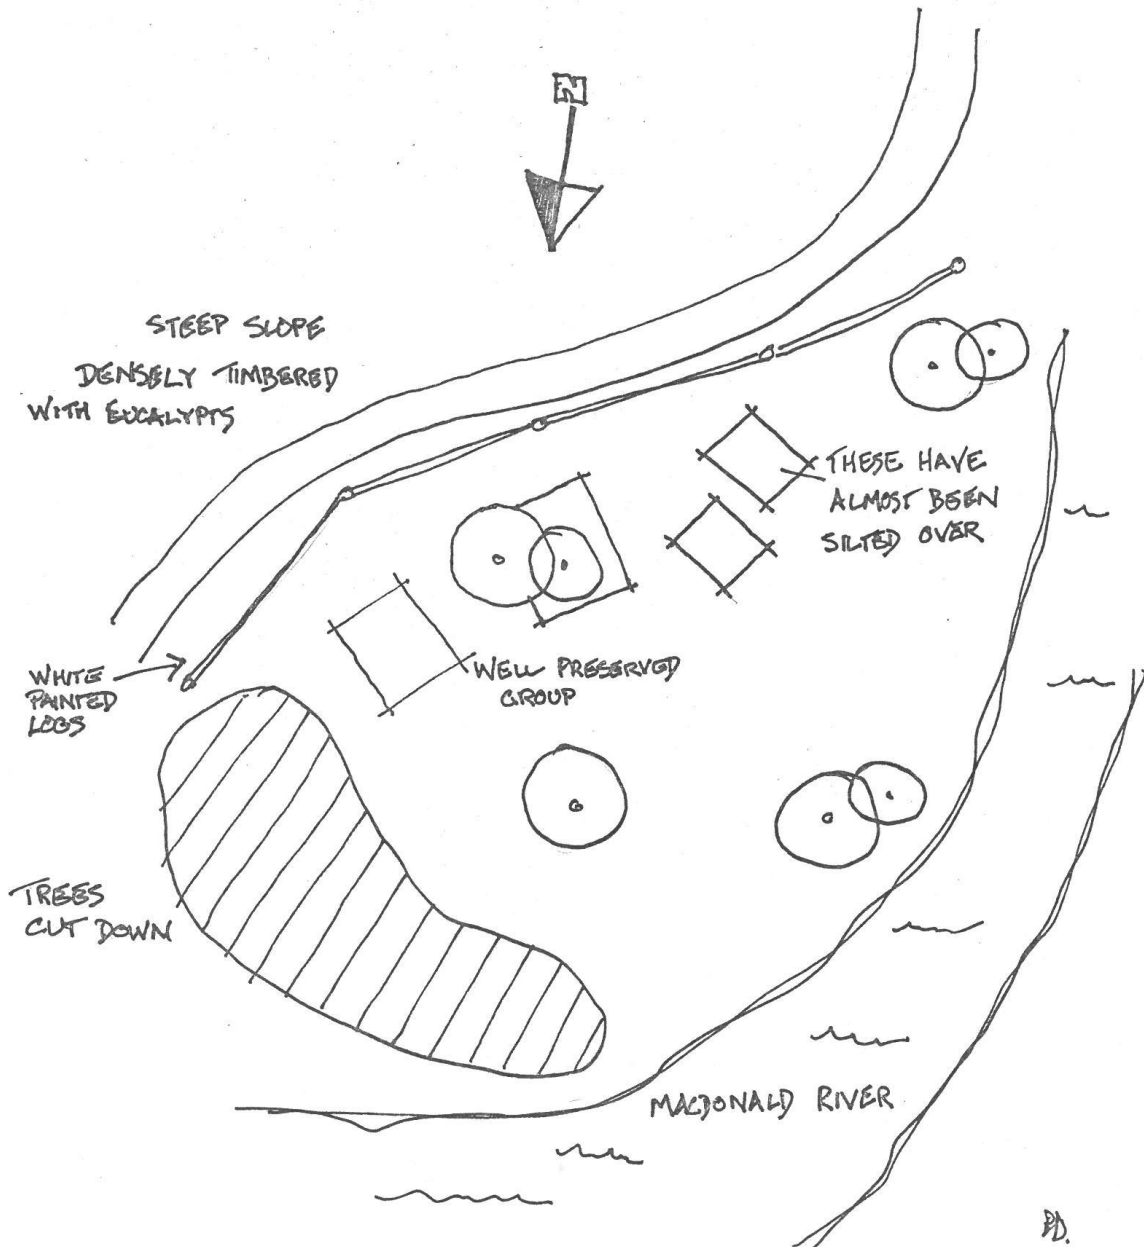 N
STEEP SLOPE
DENSELY TIMBERED
WITH EUCALYPTS
THESE HAVE
ALMOST BEEN
SILTED OVER
WHITE
PAINTED
LOGS
WELL PRESERVED
GROUP
TREES
CUT DOWN
MACDONALD RIVER
P.D.